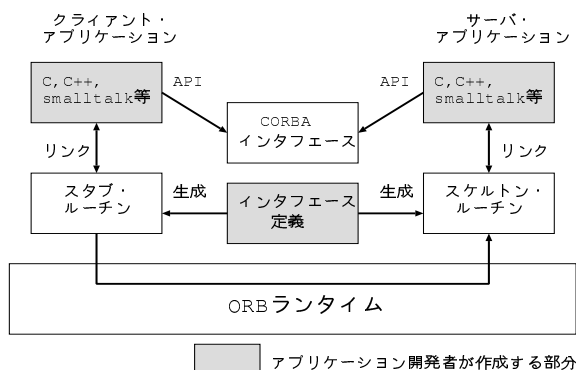 クライアント・
アプリケーション
サーバ・
アプリケーション
C,C++,
smalltalk等
API
API
C,C++,
smalltalk等
CORBA
インタフェース
リンク
リンク
スタブ・
ルーチン
生成
インタフェース
定義
生成
スケルトン・
ルーチン
ORBランタイム
アプリケーション開発者が作成する部分